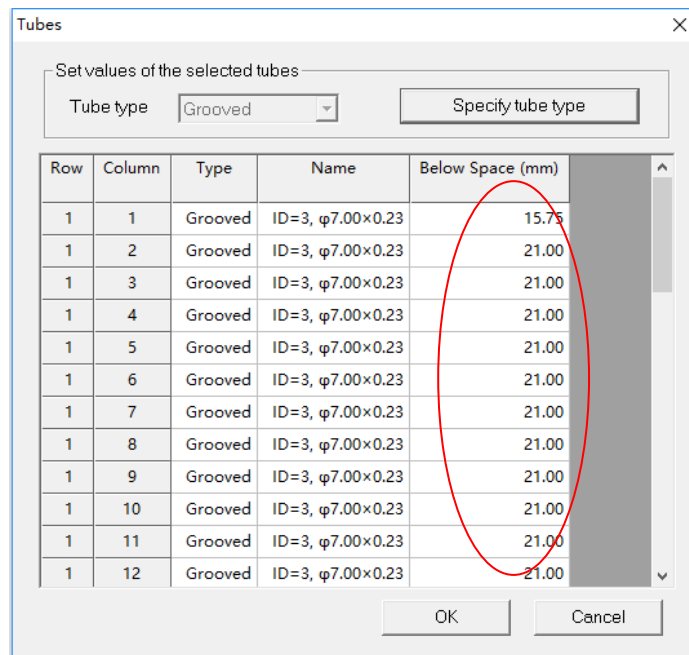 Tubes
Set values of the selected tubes
Tube type Grooved Specify tube type
Row Column Type Name Below Space (mm)
1 1 Grooved ID=3, φ7.00×0.23 15.75
1 2 Grooved ID=3, φ7.00×0.23 21.00
1 3 Grooved ID=3, φ7.00×0.23 21.00
1 4 Grooved ID=3, φ7.00×0.23 21.00
1 5 Grooved ID=3, φ7.00×0.23 21.00
1 6 Grooved ID=3, φ7.00×0.23 21.00
1 7 Grooved ID=3, φ7.00×0.23 21.00
1 8 Grooved ID=3, φ7.00×0.23 21.00
1 9 Grooved ID=3, φ7.00×0.23 21.00
1 10 Grooved ID=3, φ7.00×0.23 21.00
1 11 Grooved ID=3, φ7.00×0.23 21.00
1 12 Grooved ID=3, φ7.00×0.23 21.00
OK Cancel